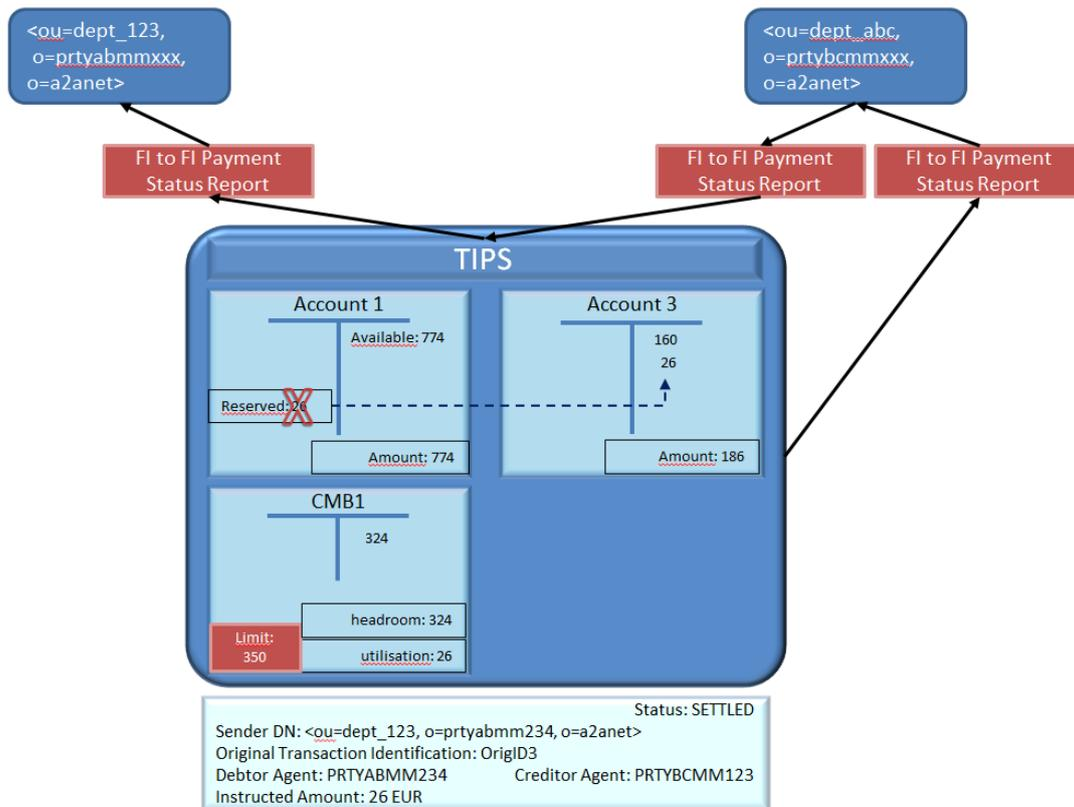 <ou=dept_123,
o=prtyabmmxxx,
o=a2anet>
<ou=dept_abc,
o=prtybcmmxxx,
o=a2anet>
FI to FI Payment
Status Report
FI to FI Payment
Status Report
FI to FI Payment
Status Report
TIPS
Account 1
Available: 774
Reserved: 26
X
Amount: 774
Account 3
160
26
Amount: 186
CMB1
324
headroom: 324
Limit:
350
utilisation: 26
Status: SETTLED
Sender DN: <ou=dept_123, o=prtyabmm234, o=a2anet>
Original Transaction Identification: OrigID3
Debtor Agent: PRTYABMM234 Creditor Agent: PRTYBCMM123
Instructed Amount: 26 EUR